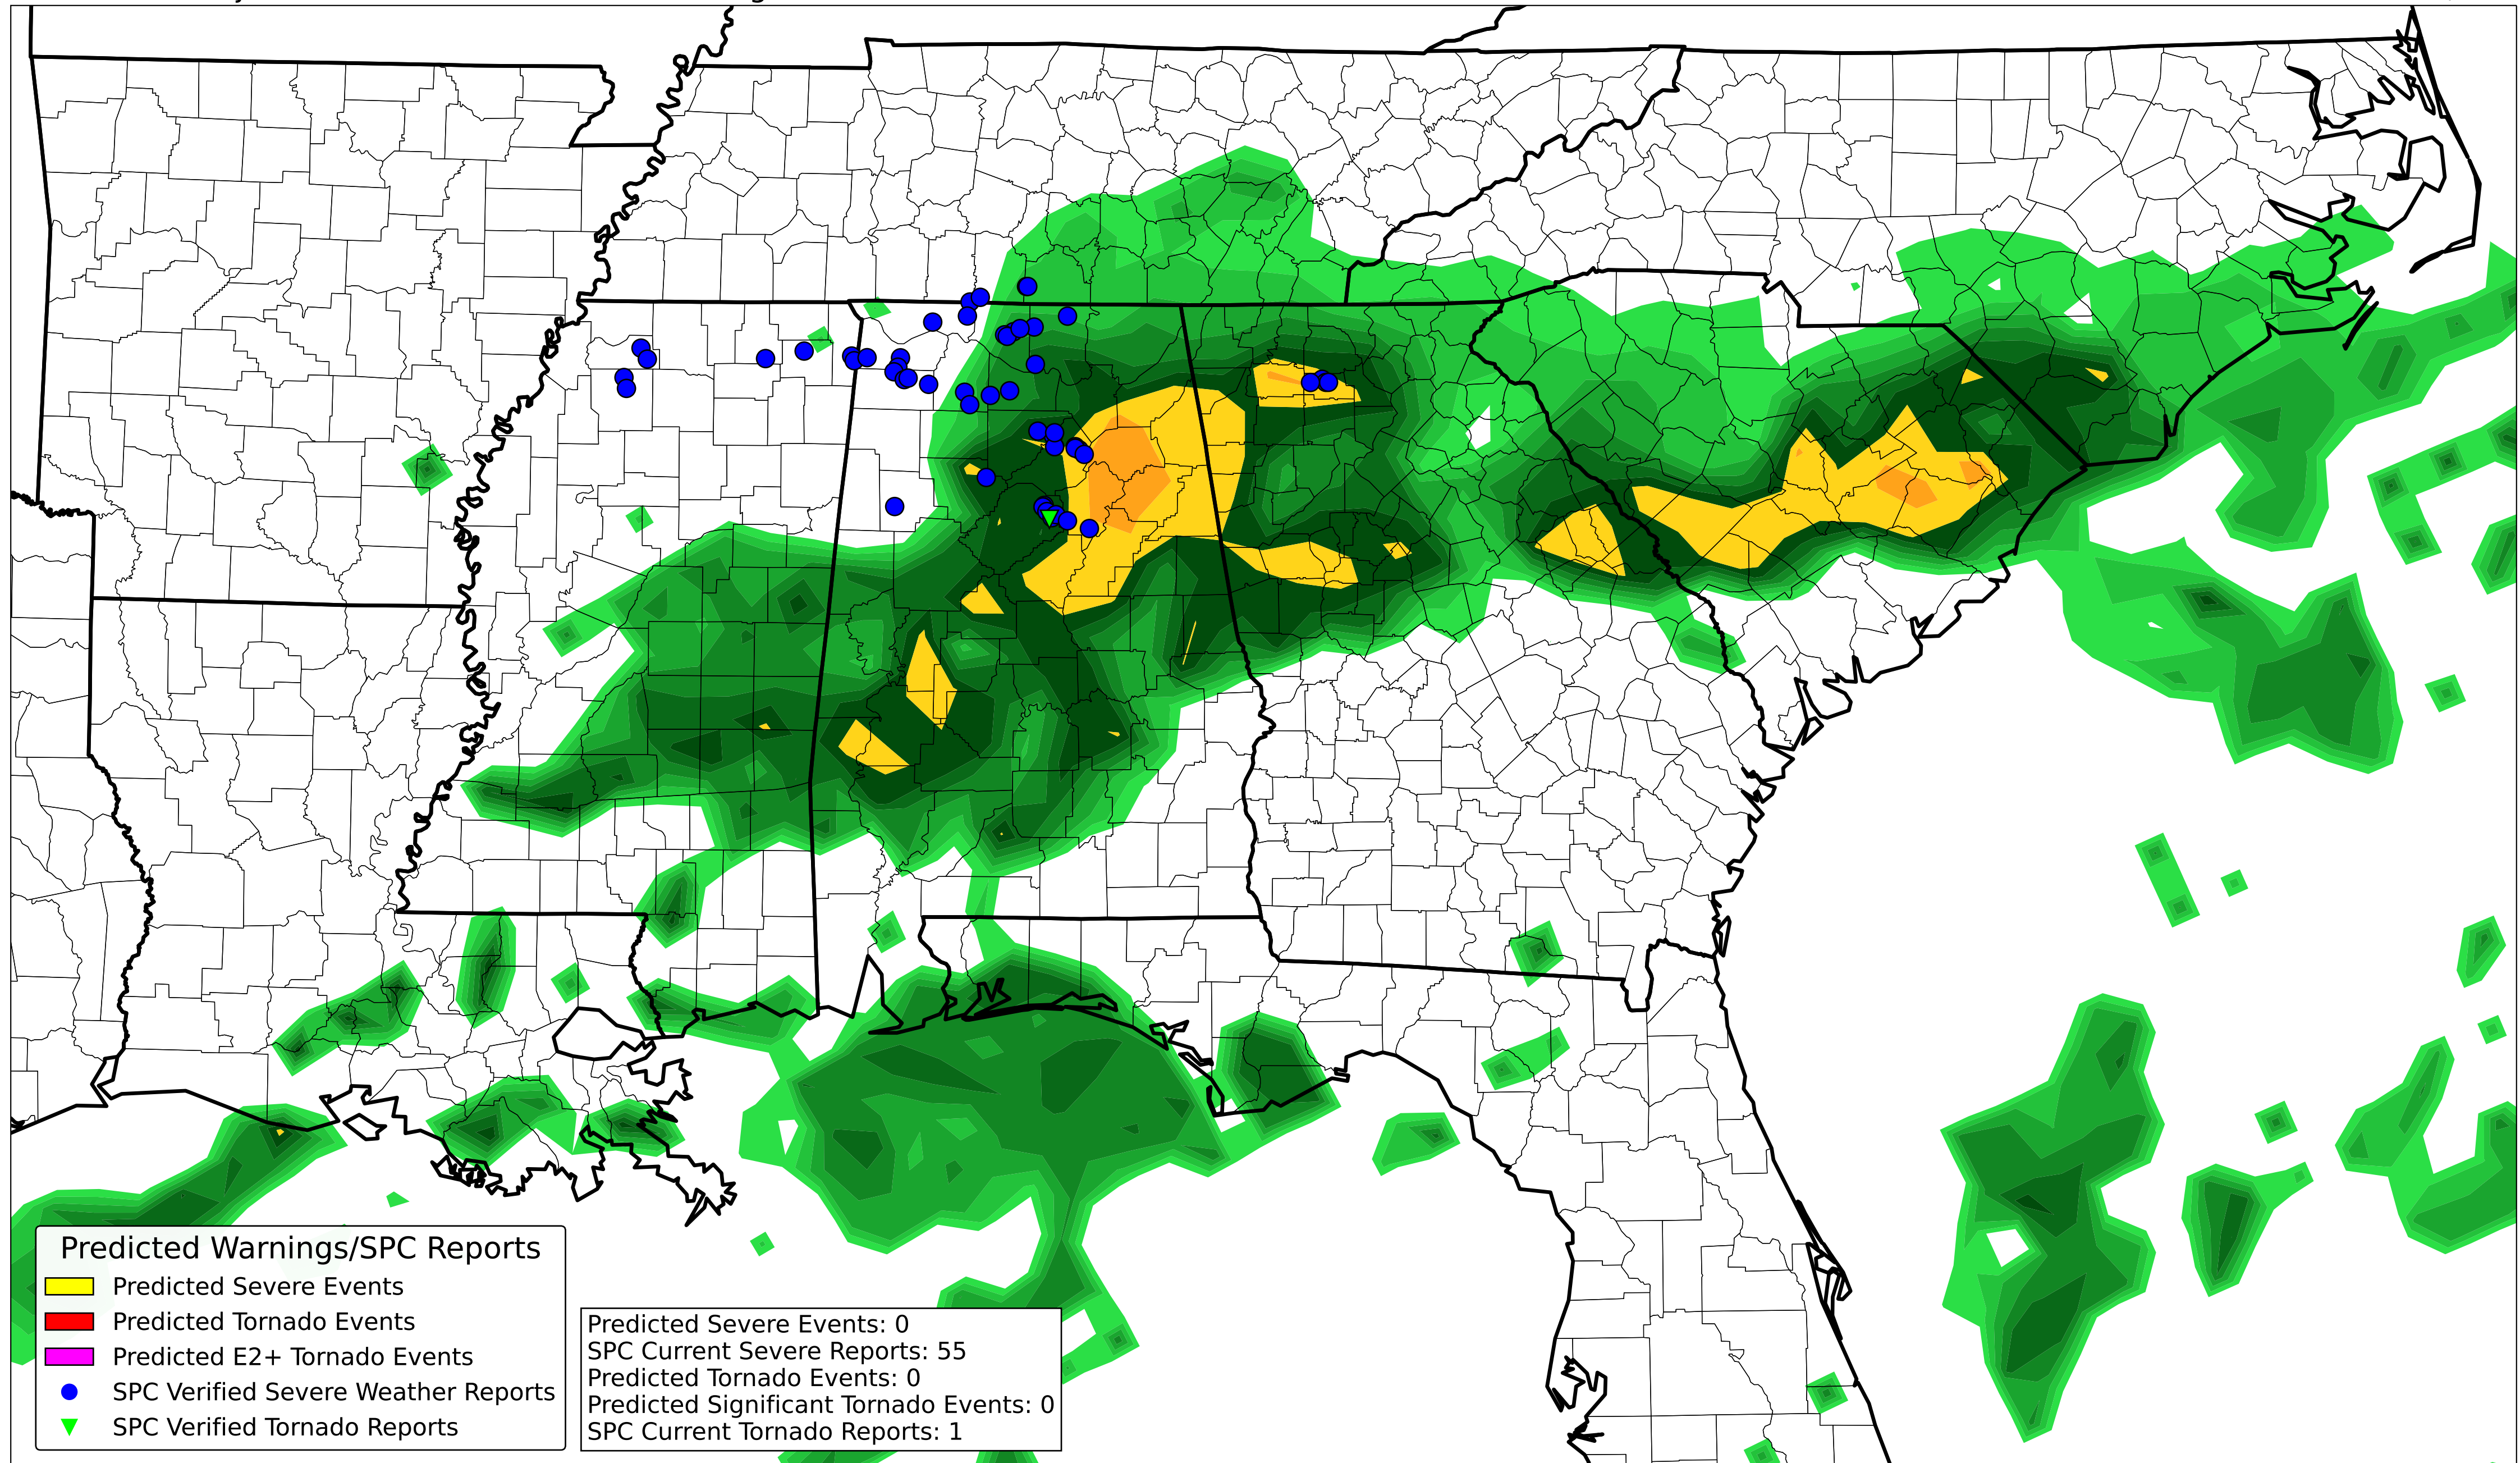 Predicted Warnings/SPC Reports
Predicted Severe Events
Predicted Tornado Events
Predicted E2+ Tornado Events
SPC Verified Severe Weather Reports
SPC Verified Tornado Reports
Predicted Severe Events: 0
SPC Current Severe Reports: 55
Predicted Tornado Events: 0
Predicted Significant Tornado Events: 0
SPC Current Tornado Reports: 1